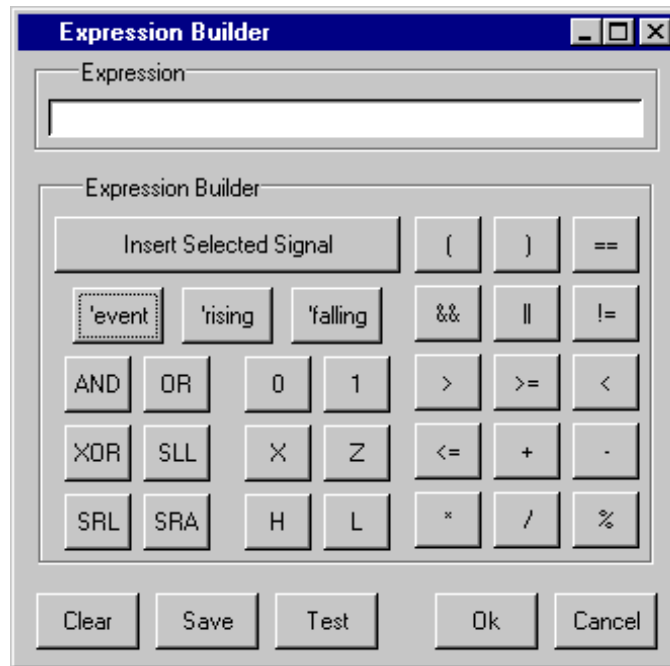 Expression Builder
Expression
Expression Builder
Insert Selected Signal ( ) ==
'event 'rising 'falling && || !=
AND OR 0 1 > >= <
XOR SLL X Z <= + -
SRL SRA H L * / %
Clear Save Test Ok Cancel